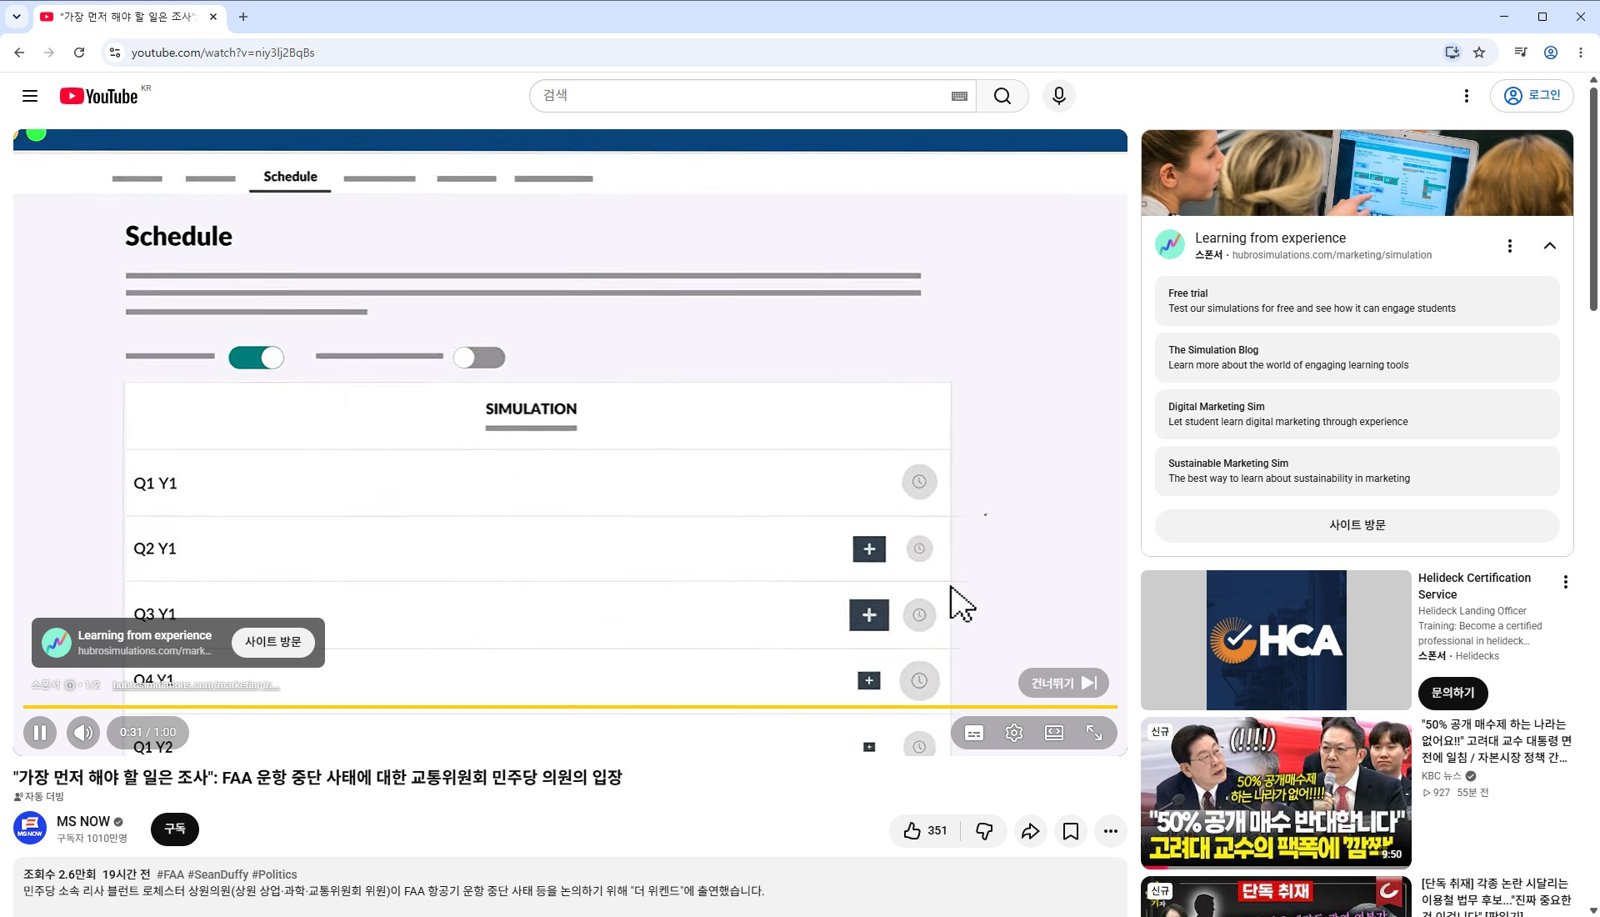 "가장 먼저 해야 할 일은 조사":
youtube.com/watch?v=niy3lj2BqBs
YouTube KR
검색
로그인
Schedule
Schedule
SIMULATION
Q1 Y1
Q2 Y1
Q3 Y1
Q4 Y1
Q1 Y2
Learning from experience
hubrosimulations.com/mark...
사이트 방문
스폰서 · 1/2 hubrosimulations.com/marketing/s...
건너뛰기
0:31 / 1:00
"가장 먼저 해야 할 일은 조사": FAA 운항 중단 사태에 대한 교통위원회 민주당 의원의 입장
자동 더빙
MS NOW
MS NOW
구독자 1010만명
구독
351
조회수 2.6만회 19시간 전 #FAA #SeanDuffy #Politics
민주당 소속 리사 블런트 로체스터 상원의원(상원 상업·과학·교통위원회 위원)이 FAA 항공기 운항 중단 사태 등을 논의하기 위해 "더 위켄드"에 출연했습니다.
Learning from experience
스폰서 · hubrosimulations.com/marketing/simulation
Free trial
Test our simulations for free and see how it can engage students
The Simulation Blog
Learn more about the world of engaging learning tools
Digital Marketing Sim
Let student learn digital marketing through experience
Sustainable Marketing Sim
The best way to learn about sustainability in marketing
사이트 방문
HCA
Helideck Certification
Service
Helideck Landing Officer
Training: Become a certified
professional in helideck...
스폰서 · Helidecks
문의하기
신규
(!!!!)
50% 공개매수제
하는 나라가 없어!!!!
"50% 공개 매수 반대합니다"
고려대 교수의 팩폭에 '깜짝'
9:50
"50% 공개 매수제 하는 나라는
없어요!!" 고려대 교수 대통령 면
전에 일침 / 자본시장 정책 간...
KBC 뉴스
927 55분 전
신규
기자
단독 취재
[단독 취재] 각종 논란 시달리는
이용철 법무 후보..."진짜 중요한